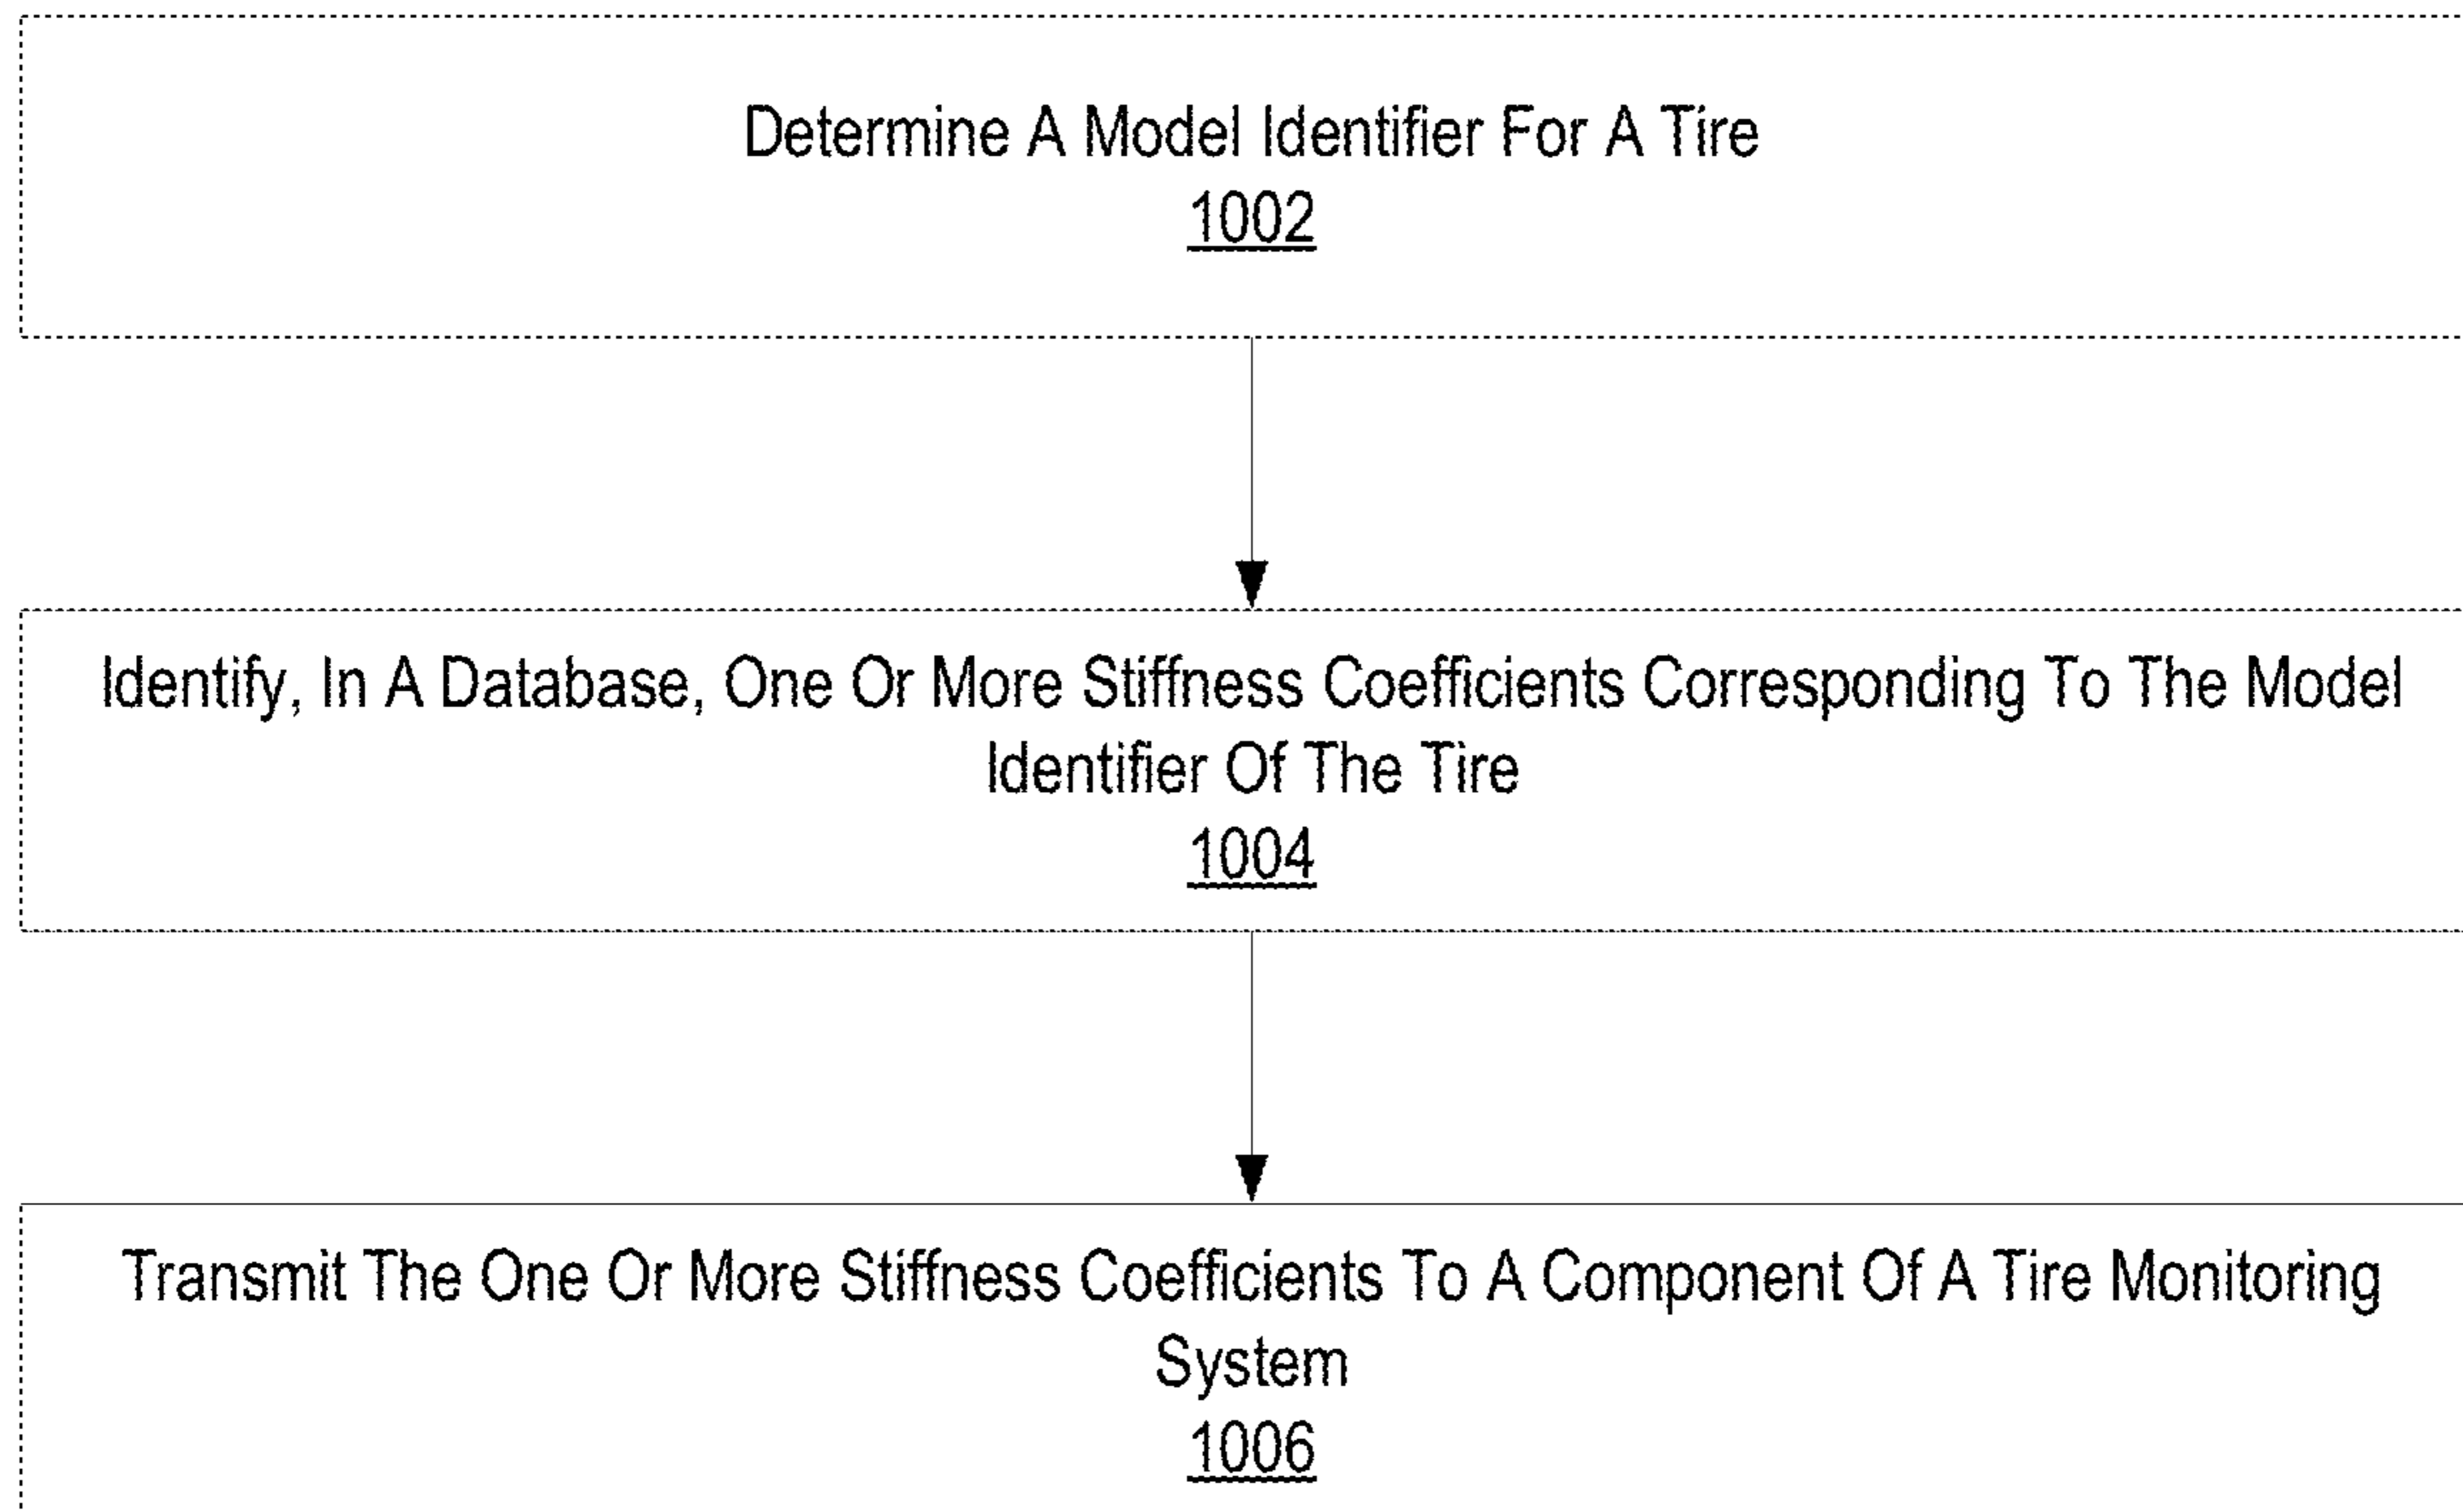 Determine A Model Identifier For A Tire
1002
Identify, In A Database, One Or More Stiffness Coefficients Corresponding To The Model
Identifier Of The Tire
1004
Transmit The One Or More Stiffness Coefficients To A Component Of A Tire Monitoring
System
1006